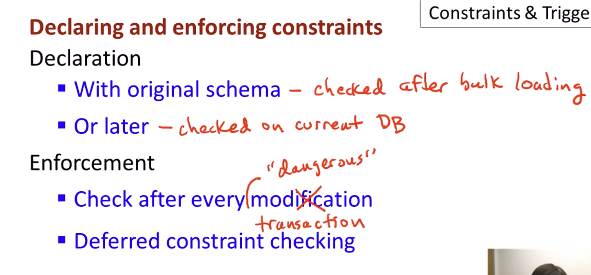 Constraints & Trigge
Declaring and enforcing constraints
Declaration
▪ With original schema – checked after bulk loading
▪ Or later – checked on current DB
Enforcement
"dangerous"
▪ Check after every modification
transaction
▪ Deferred constraint checking